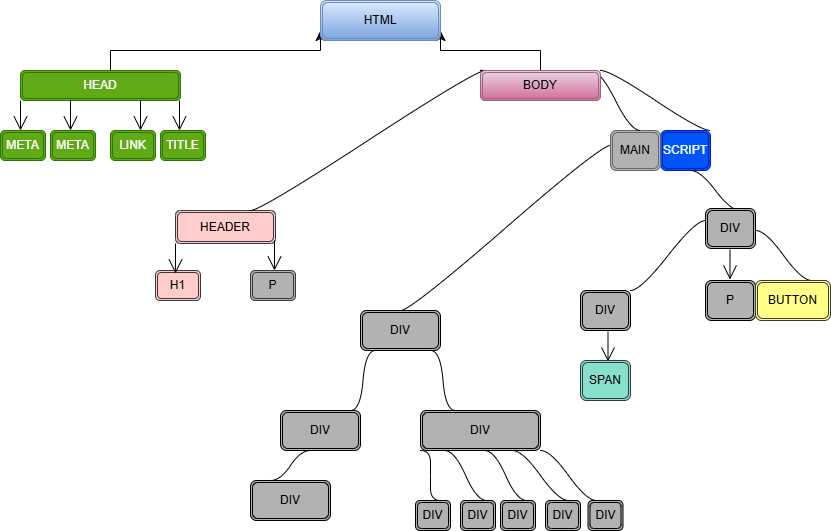 HTML
HEAD
BODY
META
META
LINK
TITLE
MAIN
SCRIPT
HEADER
DIV
H1
P
P
BUTTON
DIV
DIV
SPAN
DIV
DIV
DIV
DIV
DIV
DIV
DIV
DIV